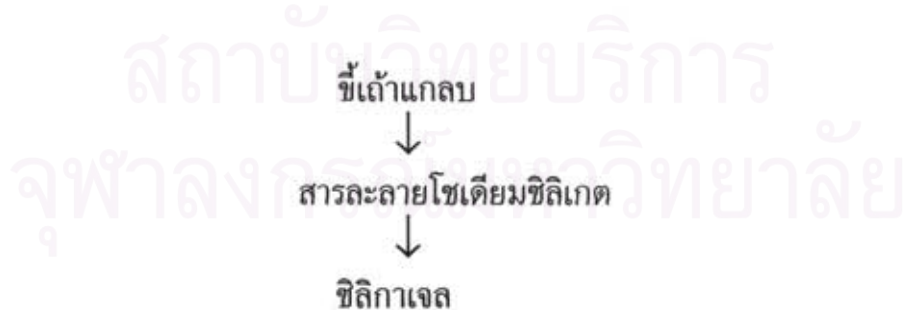 สถาบันวิทยบริการ
ขี้เถ้าแกลบ
↓
จุฬาลงกรณ์มหาวิทยาลัย
สารละลายโซเดียมซิลิเกต
↓
ซิลิกาเจล